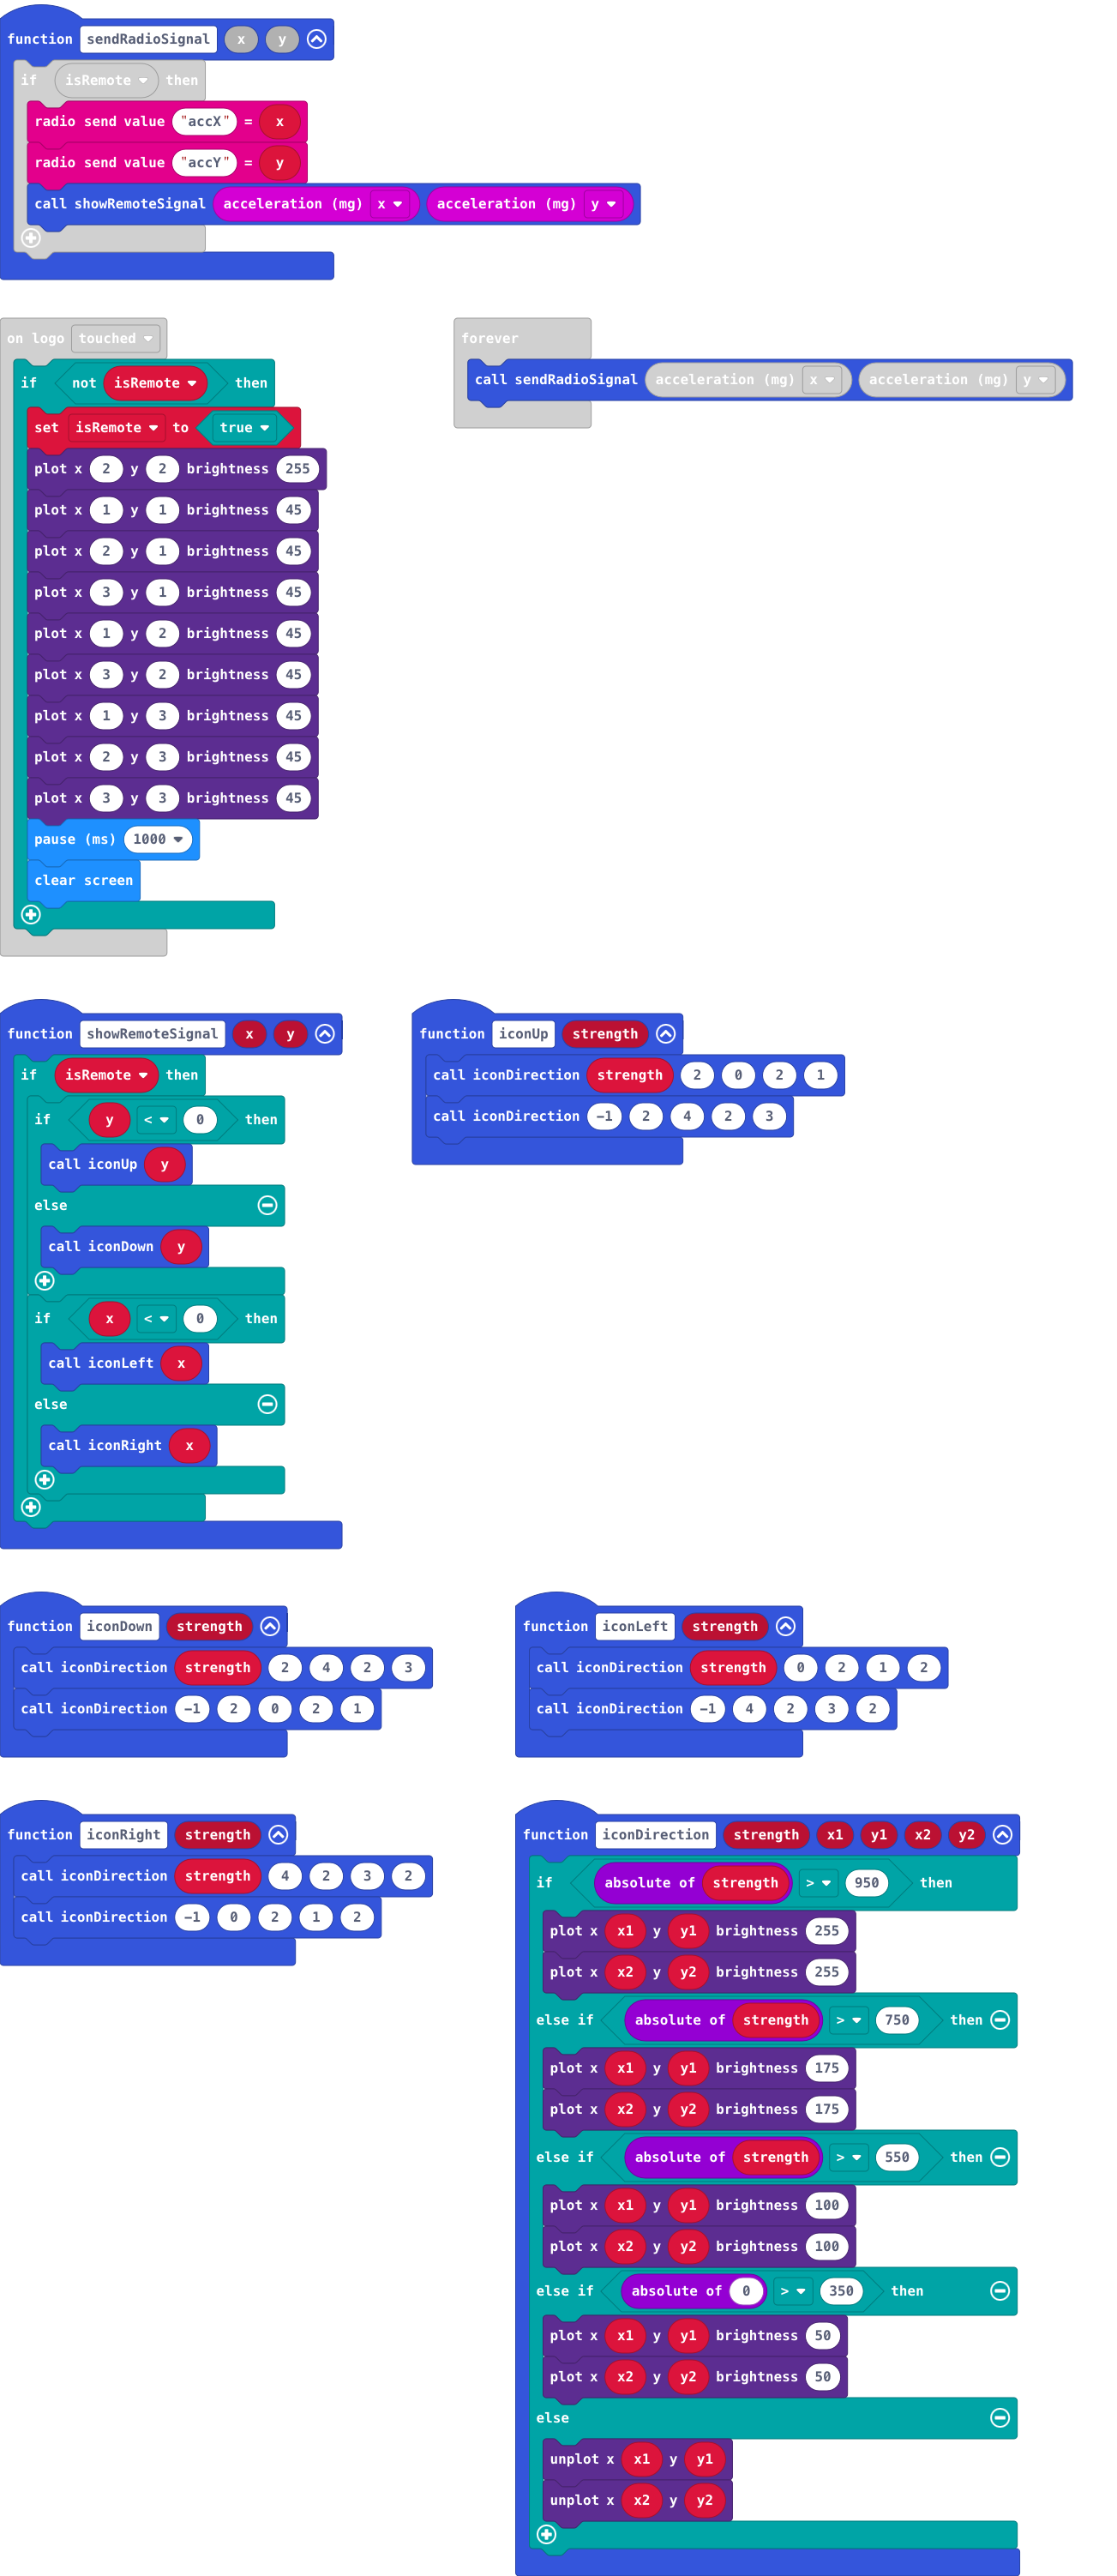 function sendRadioSignal x y
if isRemote then
radio send value "accX" = x
radio send value "accY" = y
call showRemoteSignal acceleration (mg) x acceleration (mg) y
on logo touched
if not isRemote then
set isRemote to true
plot x 2 y 2 brightness 255
plot x 1 y 1 brightness 45
plot x 2 y 1 brightness 45
plot x 3 y 1 brightness 45
plot x 1 y 2 brightness 45
plot x 3 y 2 brightness 45
plot x 1 y 3 brightness 45
plot x 2 y 3 brightness 45
plot x 3 y 3 brightness 45
pause (ms) 1000
clear screen
forever
call sendRadioSignal acceleration (mg) x acceleration (mg) y
function showRemoteSignal x y
if isRemote then
if y < 0 then
call iconUp y
else
call iconDown y
if x < 0 then
call iconLeft x
else
call iconRight x
function iconUp strength
call iconDirection strength 2 0 2 1
call iconDirection -1 2 4 2 3
function iconDown strength
call iconDirection strength 2 4 2 3
call iconDirection -1 2 0 2 1
function iconLeft strength
call iconDirection strength 0 2 1 2
call iconDirection -1 4 2 3 2
function iconRight strength
call iconDirection strength 4 2 3 2
call iconDirection -1 0 2 1 2
function iconDirection strength x1 y1 x2 y2
if absolute of strength > 950 then
plot x x1 y y1 brightness 255
plot x x2 y y2 brightness 255
else if absolute of strength > 750 then
plot x x1 y y1 brightness 175
plot x x2 y y2 brightness 175
else if absolute of strength > 550 then
plot x x1 y y1 brightness 100
plot x x2 y y2 brightness 100
else if absolute of 0 > 350 then
plot x x1 y y1 brightness 50
plot x x2 y y2 brightness 50
else
unplot x x1 y y1
unplot x x2 y y2